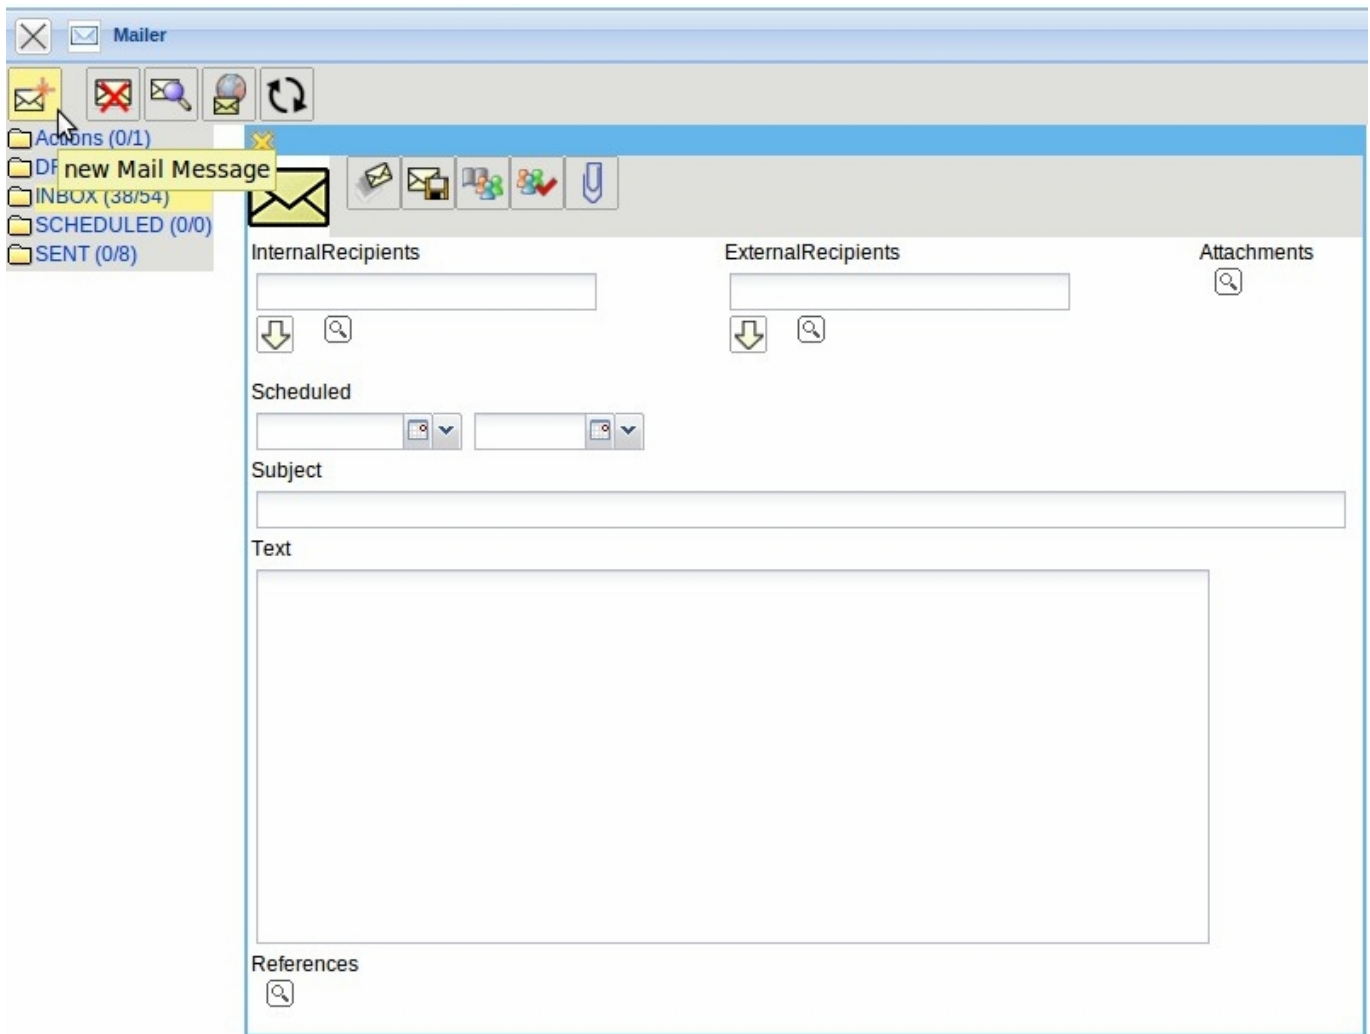 Mailer
Actions (0/1)
new Mail Message
INBOX (38/54)
SCHEDULED (0/0)
SENT (0/8)
InternalRecipients
ExternalRecipients
Attachments
Scheduled
Subject
Text
References